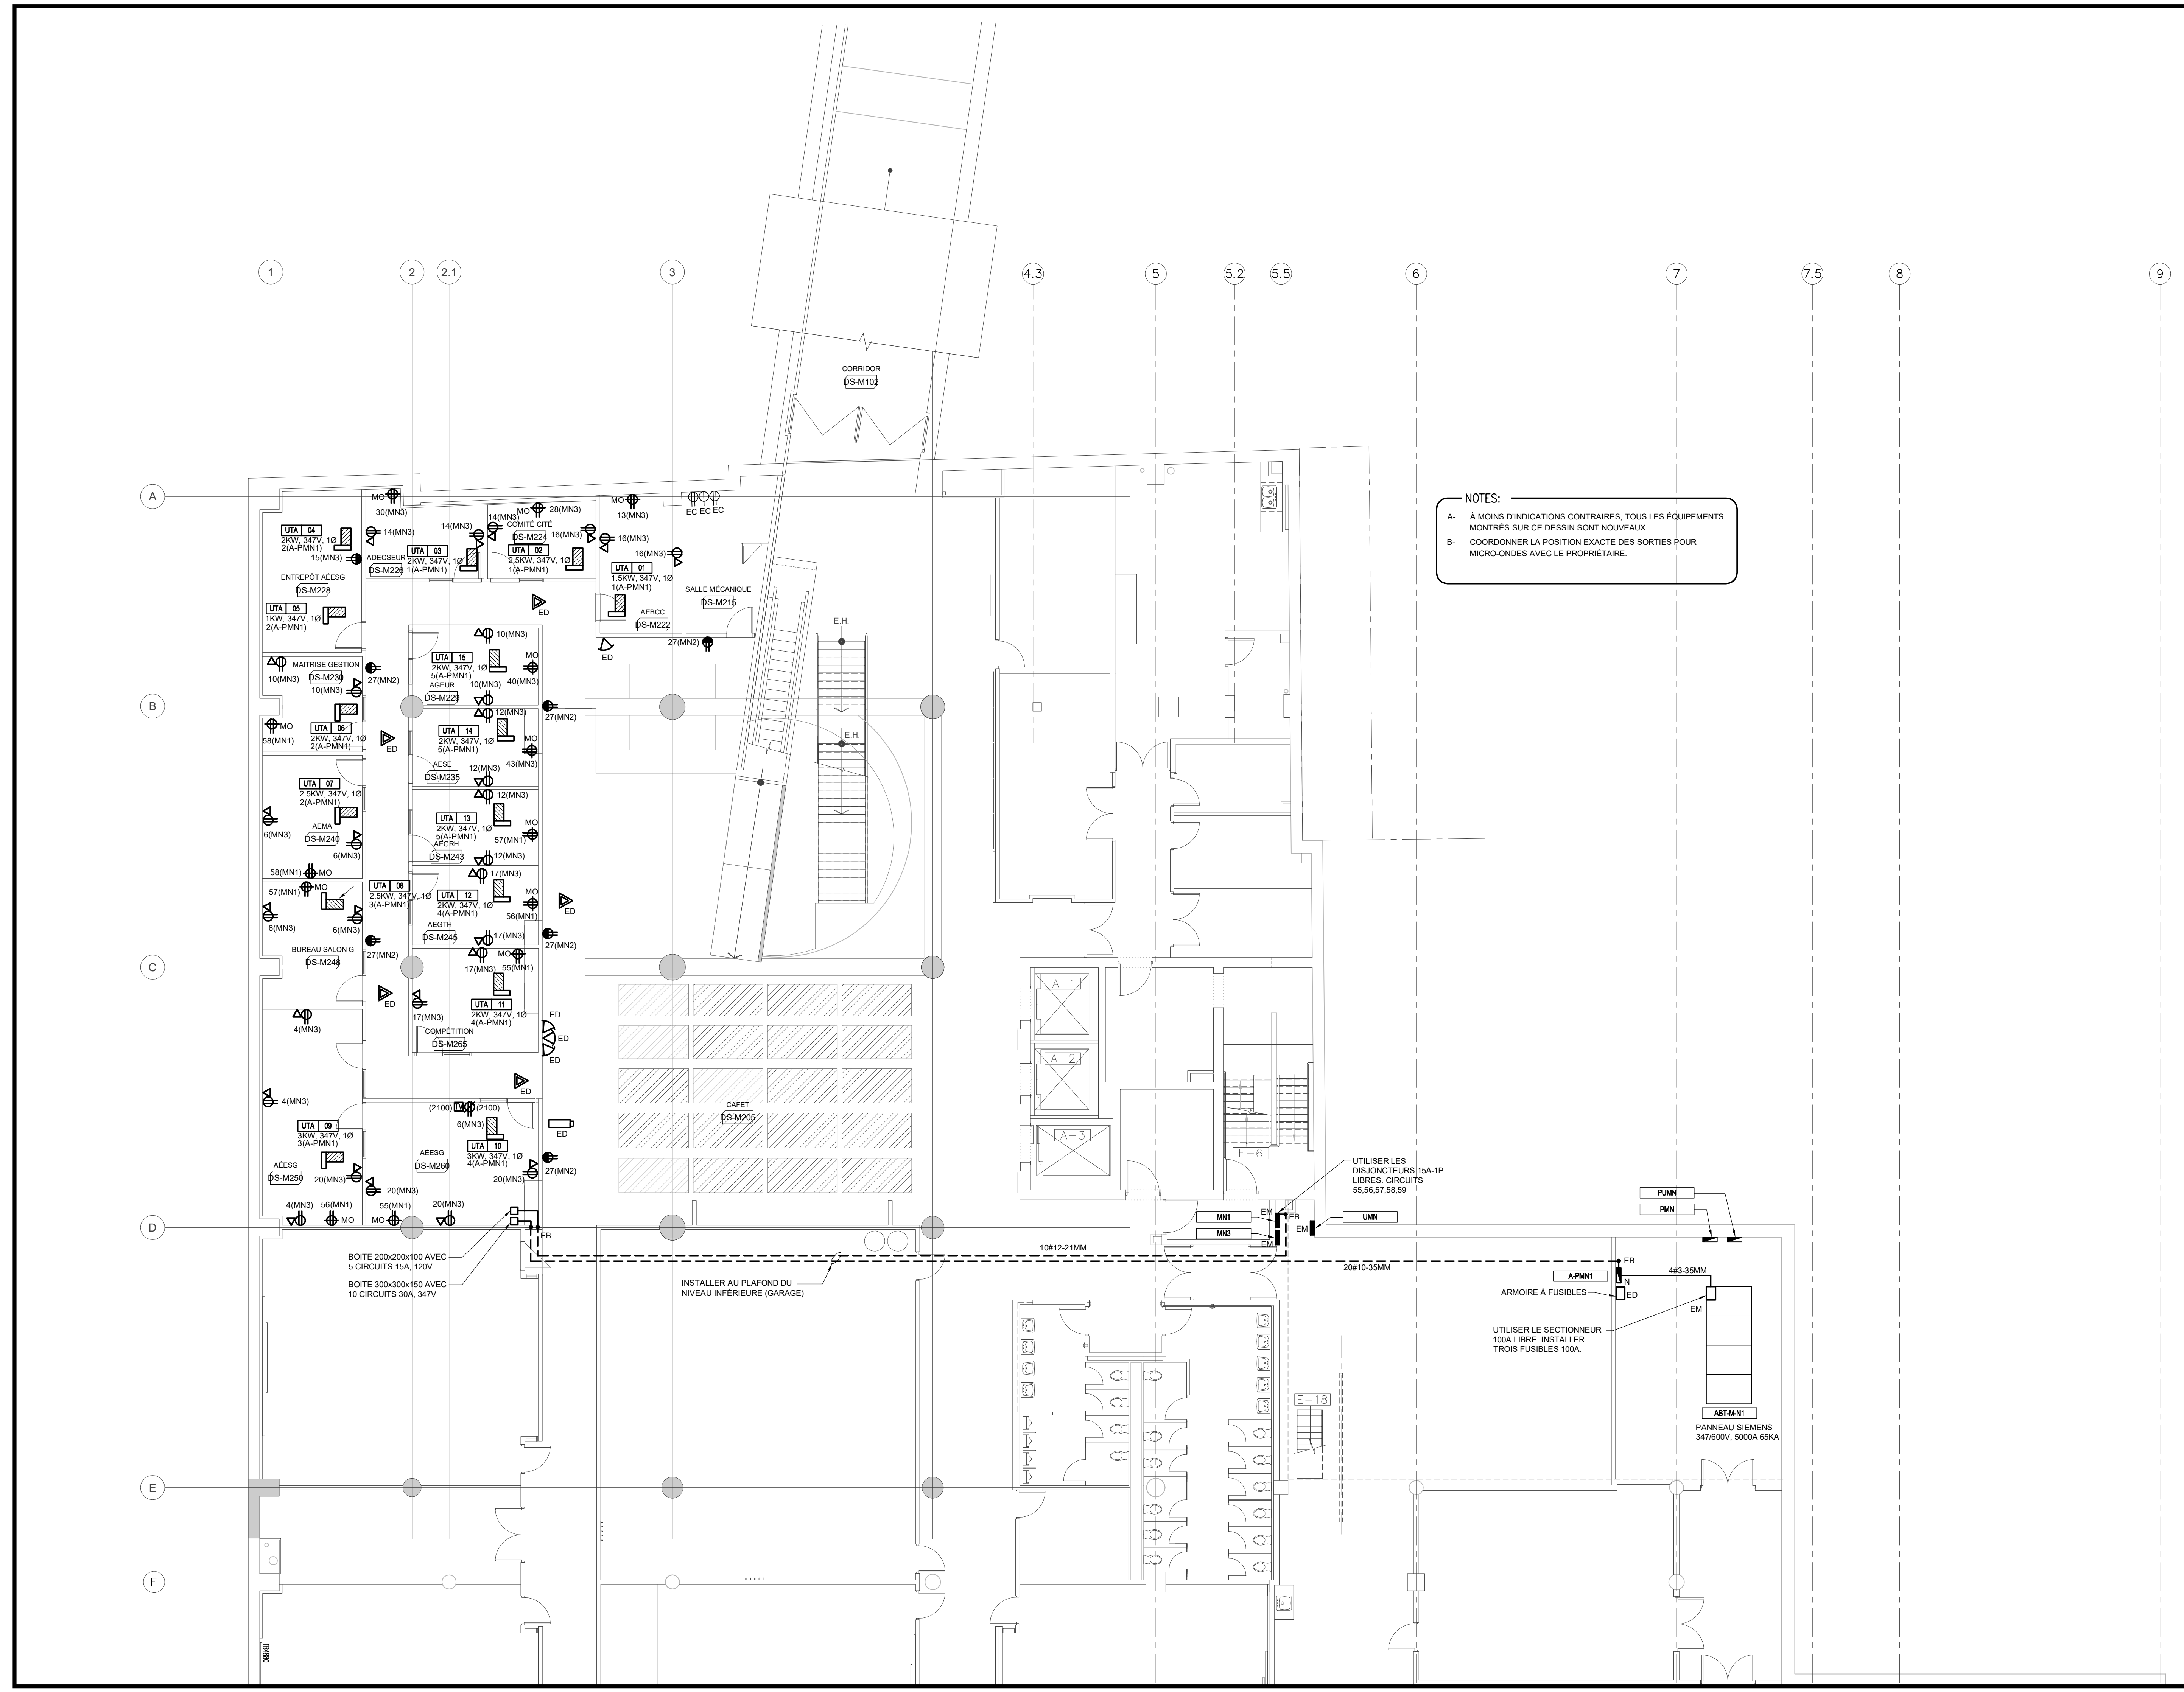 1
2
2.1
3
4.3
5
5.2
5.5
6
7
7.5
8
9
A
B
C
D
E
F
CORRIDOR
DS-M102
NOTES:
A- À MOINS D'INDICATIONS CONTRAIRES, TOUS LES ÉQUIPEMENTS
MONTRÉS SUR CE DESSIN SONT NOUVEAUX.
B- COORDONNER LA POSITION EXACTE DES SORTIES POUR
MICRO-ONDES AVEC LE PROPRIÉTAIRE.
MO
30(MN3)
UTA 04
2KW, 347V, 1Ø
2(A-PMN1)
15(MN3)
14(MN3)
ADECSEUR
DS-M226
ENTREPÔT AÉESG
DS-M228
UTA 05
1KW, 347V, 1Ø
2(A-PMN1)
14(MN3)
UTA 03
2KW, 347V, 1Ø
1(A-PMN1)
14(MN3)
MO
28(MN3)
COMITÉ CITÉ
DS-M224
16(MN3)
UTA 02
2.5KW, 347V, 1Ø
1(A-PMN1)
MO
13(MN3)
16(MN3)
16(MN3)
UTA 01
1.5KW, 347V, 1Ø
1(A-PMN1)
EC EC EC
SALLE MÉCANIQUE
DS-M215
AEBCC
DS-M222
ED
ED
27(MN2)
E.H.
E.H.
MAITRISE GESTION
DS-M230
10(MN3)
10(MN3)
27(MN2)
MO
58(MN1)
UTA 06
2KW, 347V, 1Ø
2(A-PMN1)
ED
10(MN3)
UTA 15
2KW, 347V, 1Ø
5(A-PMN1)
MO
40(MN3)
10(MN3)
AGEUR
DS-M229
12(MN3)
27(MN2)
UTA 14
2KW, 347V, 1Ø
5(A-PMN1)
MO
43(MN3)
AESE
DS-M235
12(MN3)
12(MN3)
UTA 07
2.5KW, 347V, 1Ø
2(A-PMN1)
6(MN3)
AEMA
DS-M240
6(MN3)
58(MN1)
MO
UTA 13
2KW, 347V, 1Ø
5(A-PMN1)
MO
57(MN1)
AEGRH
DS-M243
12(MN3)
17(MN3)
57(MN1)
MO
UTA 08
2.5KW, 347V, 1Ø
3(A-PMN1)
6(MN3)
6(MN3)
UTA 12
2KW, 347V, 1Ø
4(A-PMN1)
MO
56(MN1)
ED
AEGTH
DS-M245
17(MN3)
27(MN2)
27(MN2)
BUREAU SALON G
DS-M248
17(MN3)
MO
55(MN1)
ED
17(MN3)
UTA 11
2KW, 347V, 1Ø
4(A-PMN1)
4(MN3)
COMPÉTITION
DS-M265
ED
ED
ED
ED
4(MN3)
(2100)
TV
(2100)
6(MN3)
UTA 09
3KW, 347V, 1Ø
3(A-PMN1)
UTA 10
3KW, 347V, 1Ø
4(A-PMN1)
ED
AÉESG
DS-M250
AÉESG
DS-M260
20(MN3)
20(MN3)
20(MN3)
27(MN2)
4(MN3)
56(MN1)
MO
55(MN1)
MO
20(MN3)
EB
CAFET
DS-M205
A-1
A-2
A-3
E-6
E-18
BOITE 200x200x100 AVEC
5 CIRCUITS 15A, 120V
BOITE 300x300x150 AVEC
10 CIRCUITS 30A, 347V
INSTALLER AU PLAFOND DU
NIVEAU INFÉRIEURE (GARAGE)
10#12-21MM
20#10-35MM
UTILISER LES
DISJONCTEURS 15A-1P
LIBRES. CIRCUITS
55,56,57,58,59
MN1
MN3
EM
EB
EM
EM
UMN
PUMN
PMN
A-PMN1
EB
N
4#3-35MM
ARMOIRE À FUSIBLES
ED
EM
UTILISER LE SECTIONNEUR
100A LIBRE. INSTALLER
TROIS FUSIBLES 100A.
ABT-M-N1
PANNEAU SIEMENS
347/600V, 5000A 65KA